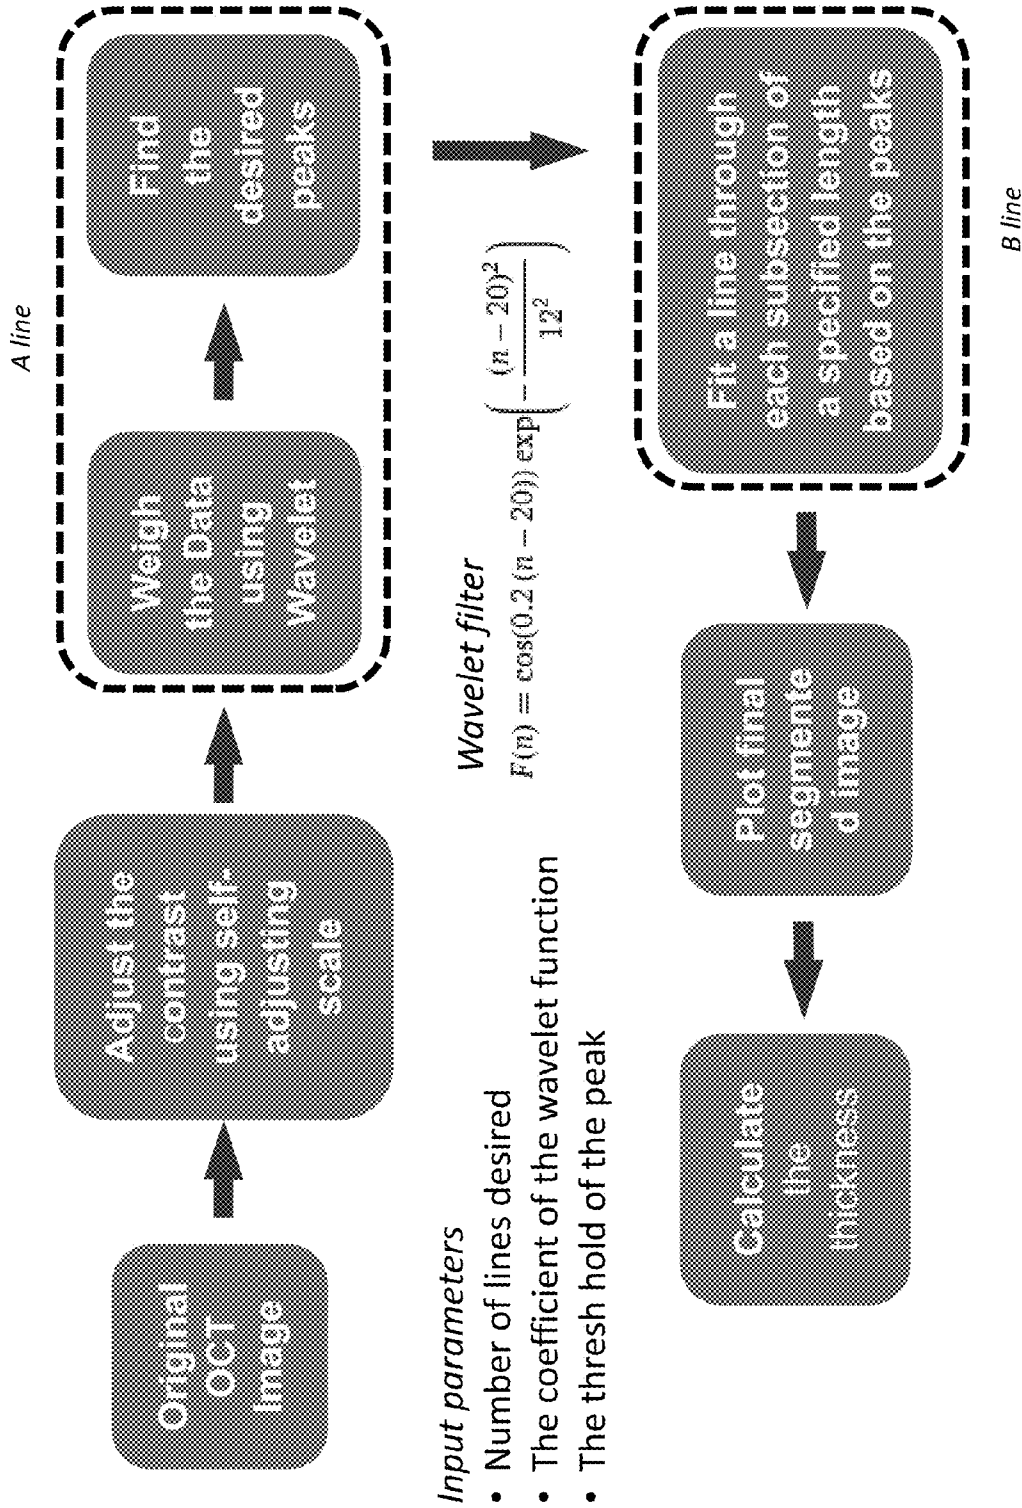 Original
OCT
Image
Adjust the
contrast
using self-
adjusting
scale
A line
Weigh
the Data
using
Wavelet
Find
the
desired
peaks
Input parameters
• Number of lines desired
• The coefficient of the wavelet function
• The thresh hold of the peak
Wavelet filter
F(n) = cos(0.2 (n − 20)) exp(−(n − 20)²/12²)
Fit a line through
each subsection of
a specified length
based on the peaks
B line
Plot final
segmente
d image
Calculate
the
thickness